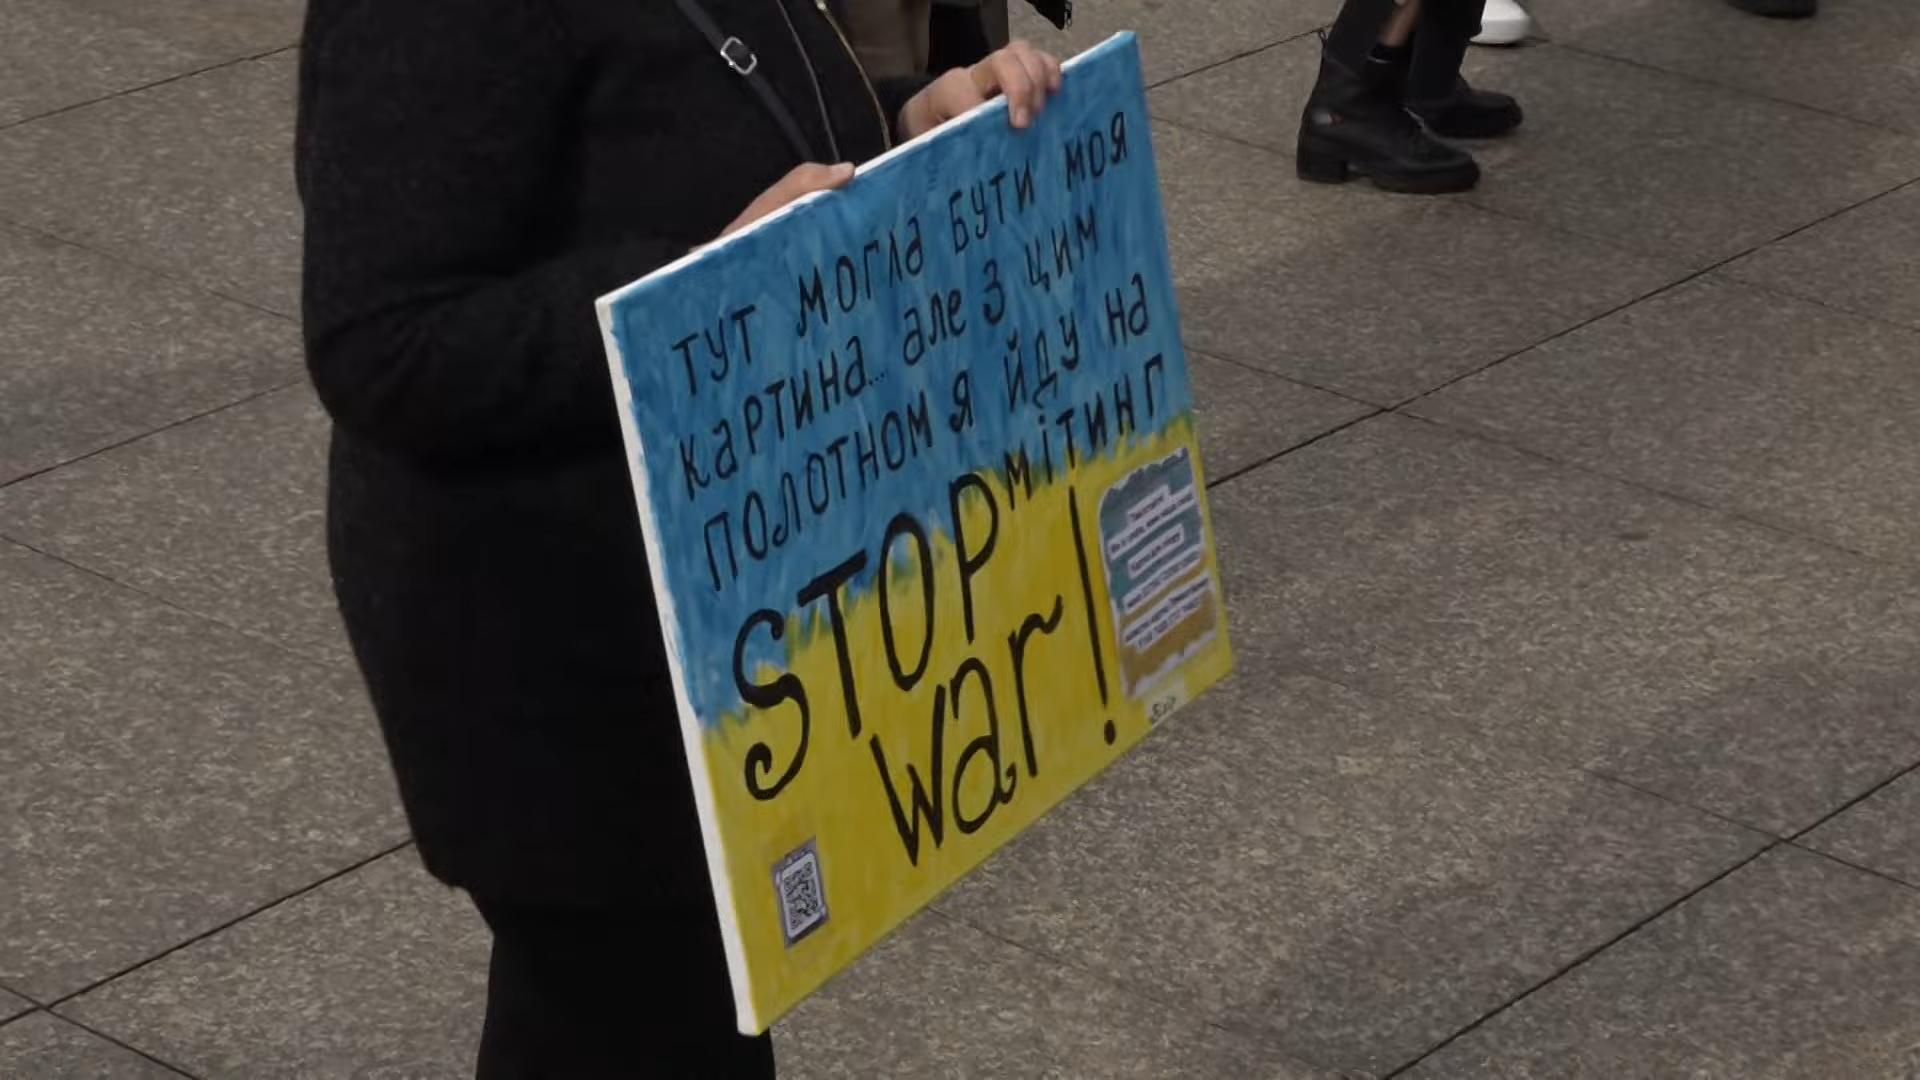 ТУТ МОГЛА БУТИ МОЯ
КАРТИНА... але З ЦИМ
ПОЛОТНОМ Я ЙДУ НА
МІТИНГ
STOP
war!